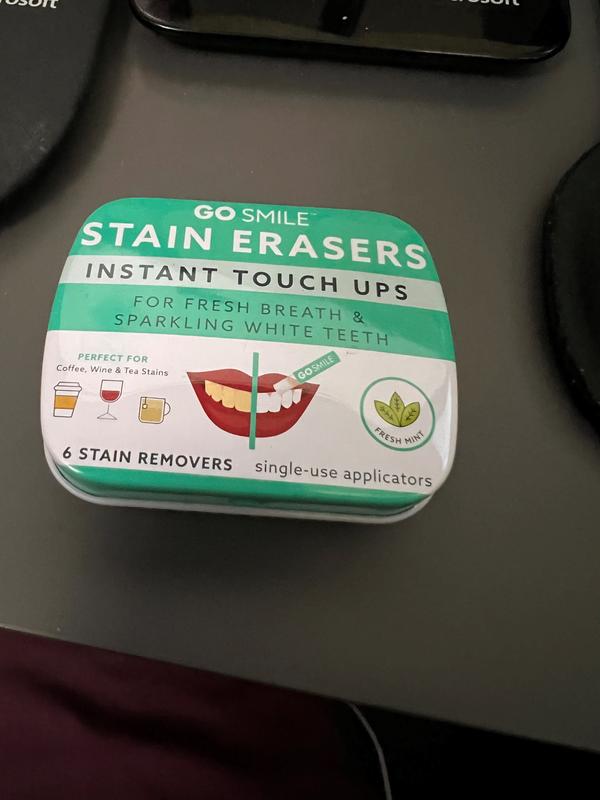 GO SMILE™
STAIN ERASERS
INSTANT TOUCH UPS
FOR FRESH BREATH &
SPARKLING WHITE TEETH
PERFECT FOR
Coffee, Wine & Tea Stains
GO SMILE
FRESH MINT
6 STAIN REMOVERS
single-use applicators